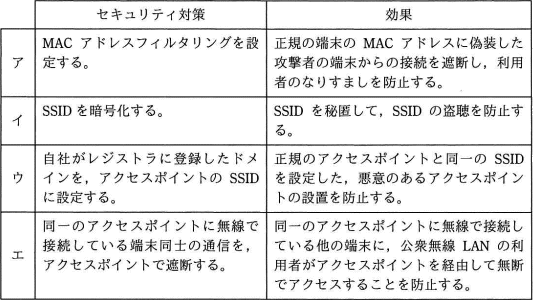 セキュリティ対策 効果
ア MAC アドレスフィルタリングを設 正規の端末の MAC アドレスに偽装した
定する。 攻撃者の端末からの接続を遮断し，利用
者のなりすましを防止する。
イ SSID を暗号化する。 SSID を秘匿して，SSID の盗聴を防止す
る。
ウ 自社がレジストラに登録したドメ 正規のアクセスポイントと同一の SSID
インを，アクセスポイントの SSID を設定した，悪意のあるアクセスポイン
に設定する。 トの設置を防止する。
エ 同一のアクセスポイントに無線で 同一のアクセスポイントに無線で接続し
接続している端末同士の通信を， ている他の端末に，公衆無線 LAN の利
アクセスポイントで遮断する。 用者がアクセスポイントを経由して無断
でアクセスすることを防止する。